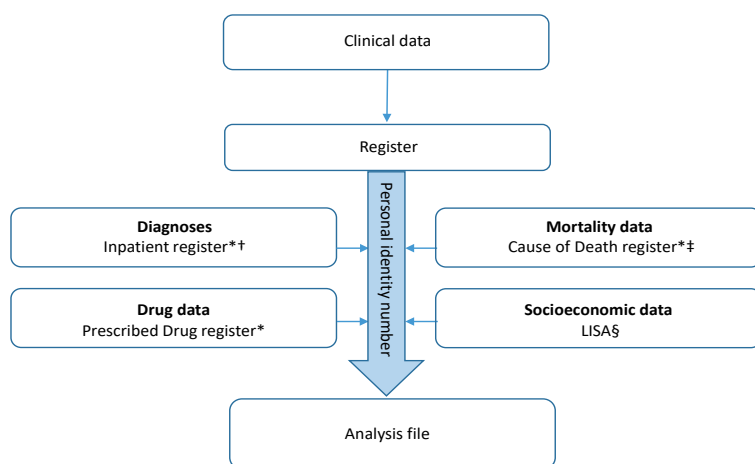 Clinical data
Register
Personal identity number
Diagnoses
Inpatient register*†
Mortality data
Cause of Death register*‡
Drug data
Prescribed Drug register*
Socioeconomic data
LISA§
Analysis file